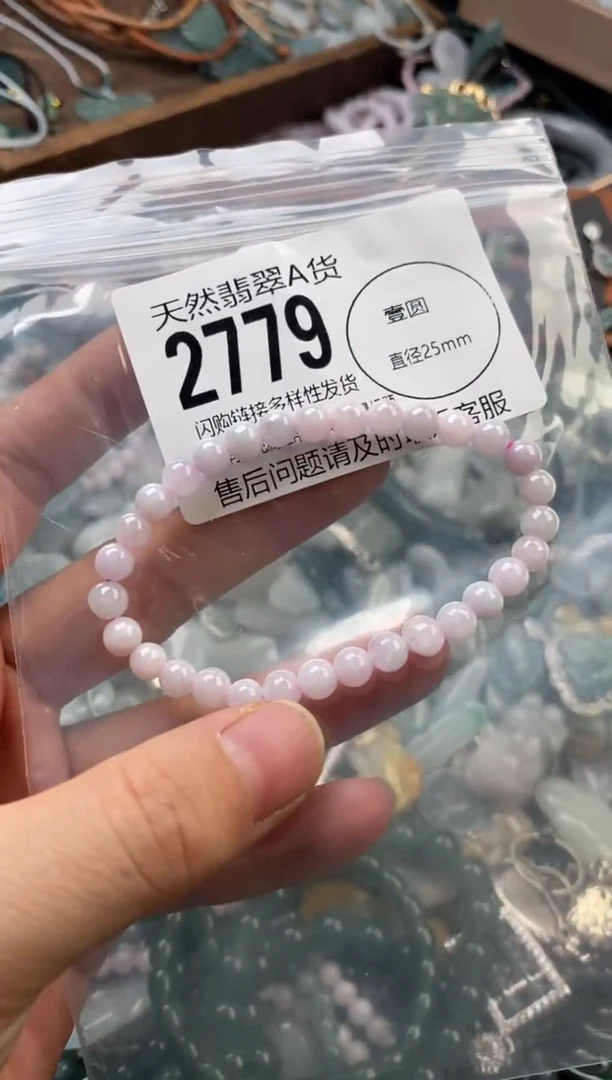 天然翡翠A货
2779
壹圆
直径25mm
闪购链接多样性发货
售后问题请及时 客服